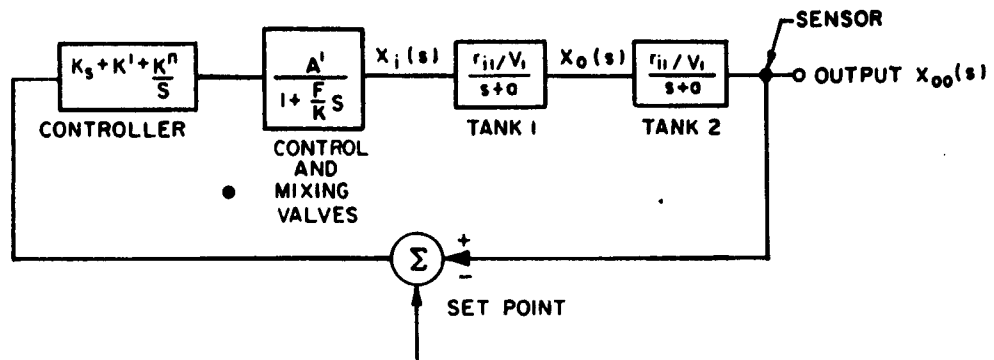 SENSOR
K_S + K' + K^n
S
CONTROLLER
A'
1 + F/K S
CONTROL
AND
MIXING
VALVES
X_i(s)
r_i1/V_1
s+a
TANK 1
X_o(s)
r_i1/V_1
s+a
TANK 2
OUTPUT X_oo(s)
Σ
+
−
SET POINT